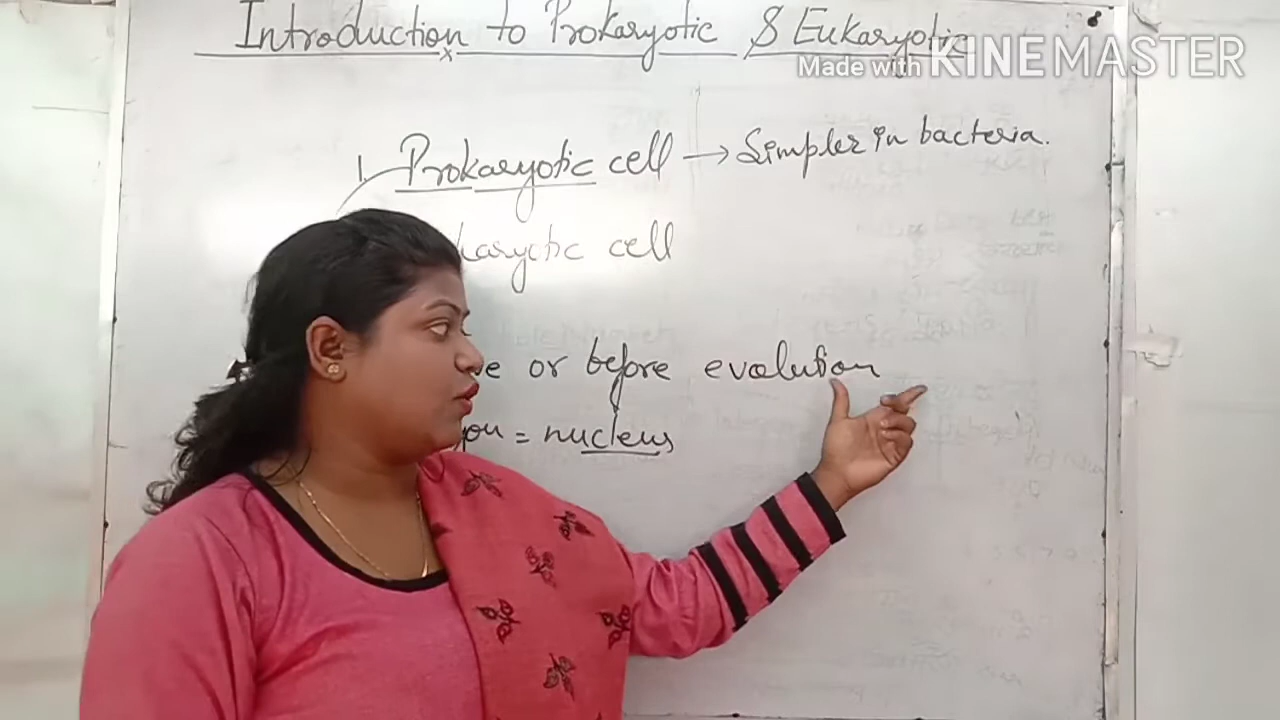 Introduction to Prokaryotic & Eukaryotic
Made with KINEMASTER
1 Prokaryotic cell → Simpler in bacteria.
karyotic cell
or before evolution
= nucleus